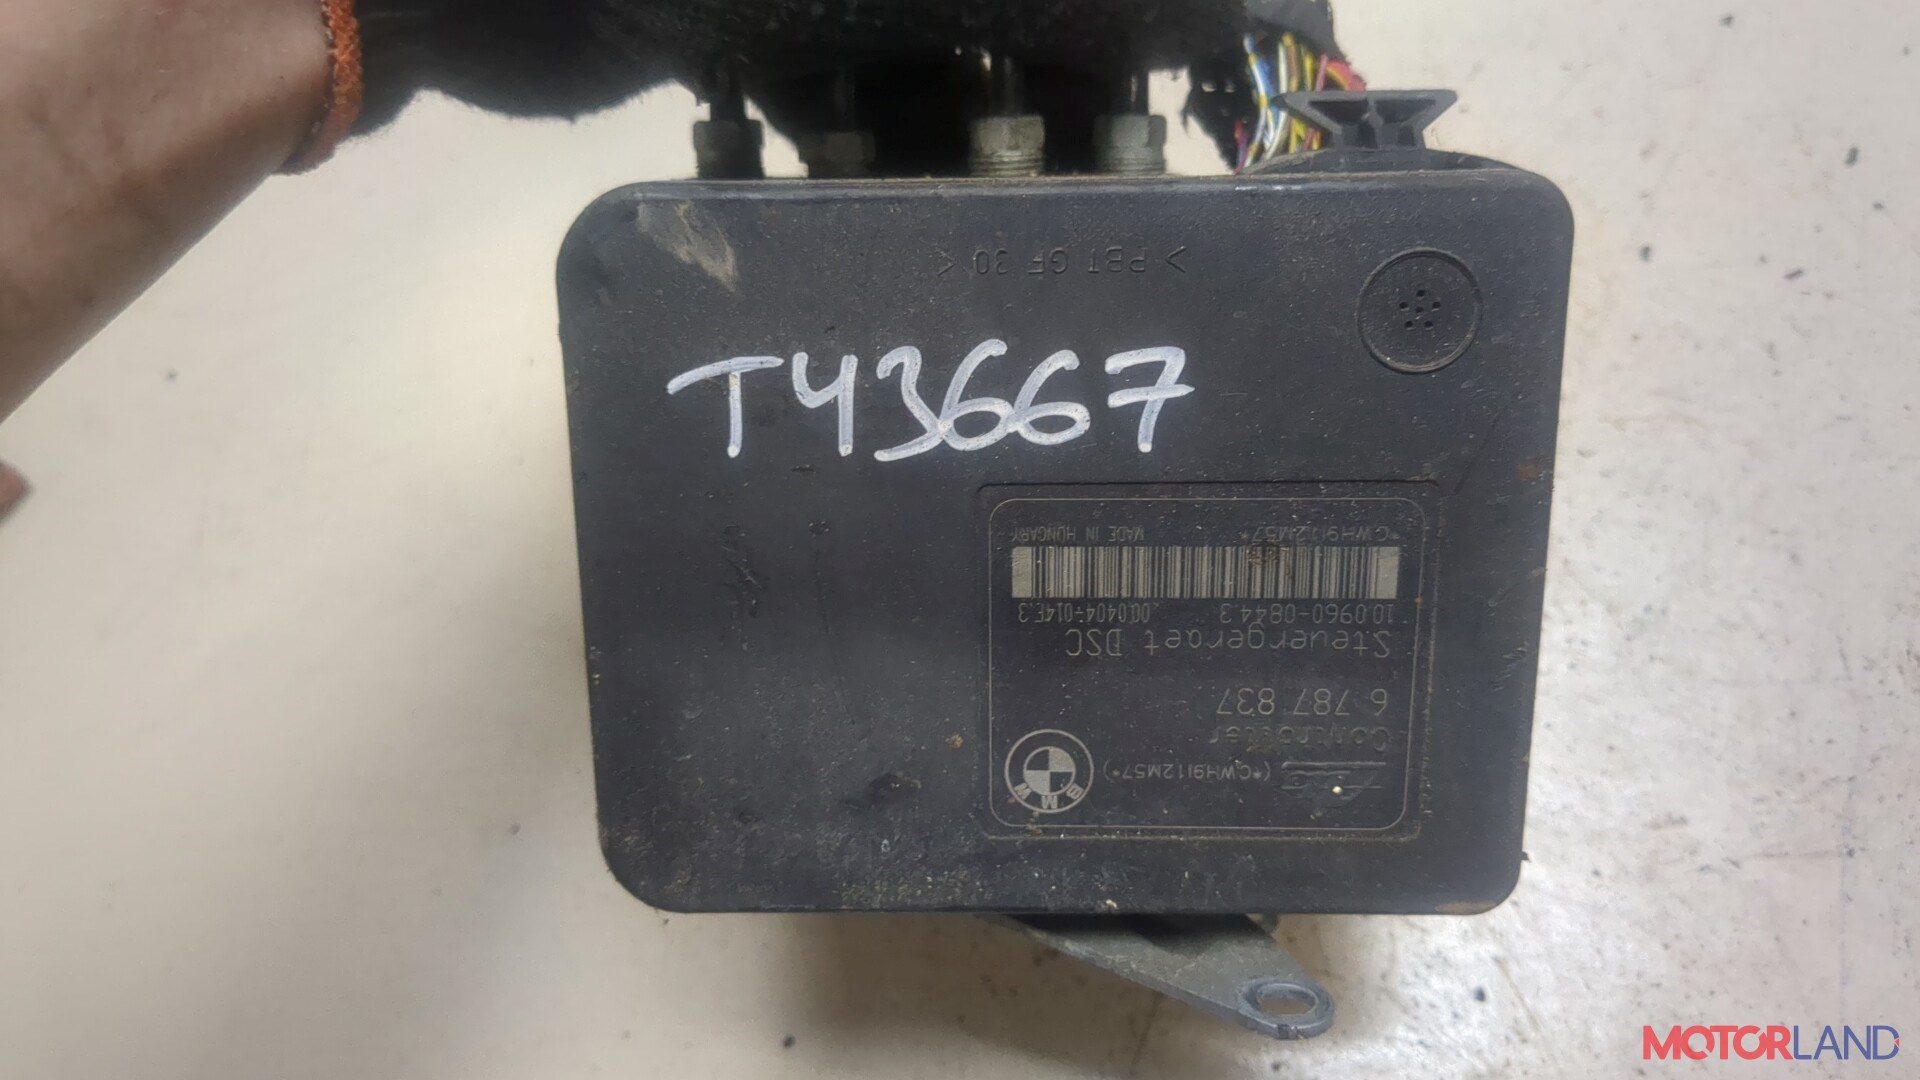 > PBT GF 30 <
T43667
(*CWH9I12M57*)
BMW
Controller
6 787 837
Steuergeraet DSC
10.0960-0844.3 00.0404-014E.3
*CWH9I12M57* MADE IN HUNGARY
MOTORLAND